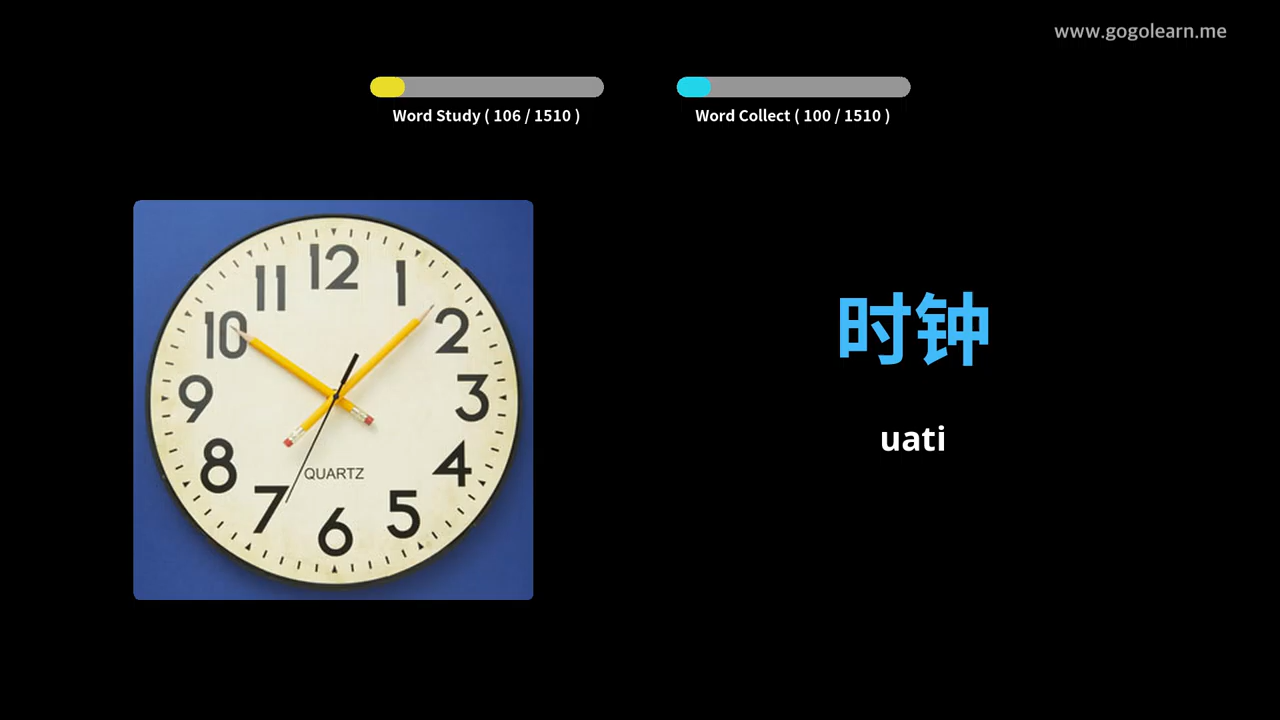 www.gogolearn.me
Word Study ( 106 / 1510 )
Word Collect ( 100 / 1510 )
12
11
1
10
2
9
3
8
4
QUARTZ
7
5
6
时钟
uati